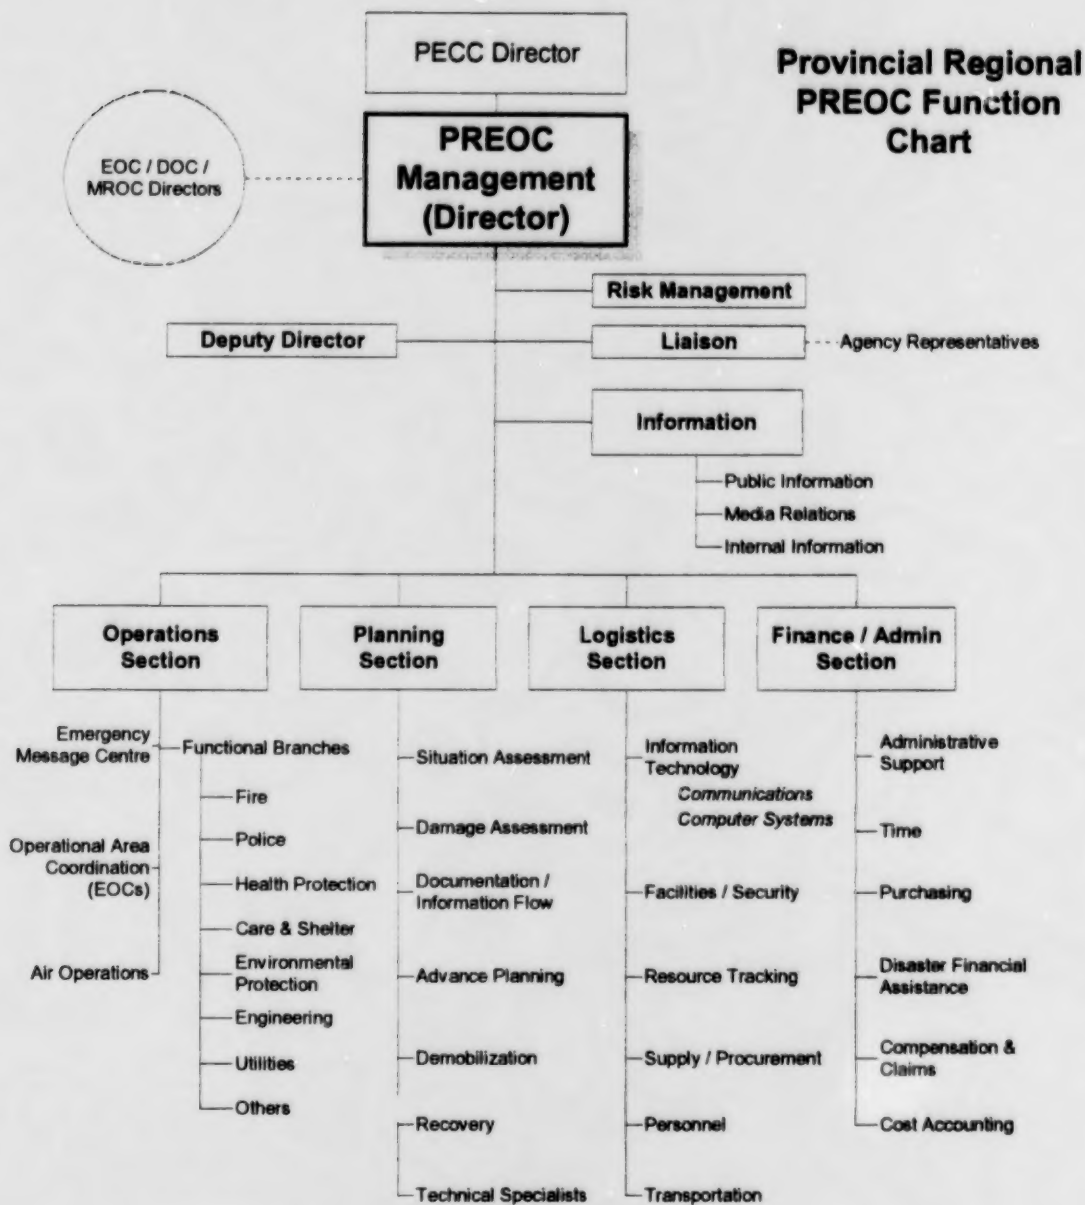 PECC Director
Provincial Regional
PREOC Function
Chart
PREOC
Management
(Director)
EOC / DOC /
MROC Directors
Risk Management
Deputy Director
Liaison
Agency Representatives
Information
Public Information
Media Relations
Internal Information
Operations
Section
Planning
Section
Logistics
Section
Finance / Admin
Section
Emergency
Message Centre
Operational Area
Coordination
(EOCs)
Air Operations
Functional Branches
Fire
Police
Health Protection
Care & Shelter
Environmental
Protection
Engineering
Utilities
Others
Situation Assessment
Damage Assessment
Documentation /
Information Flow
Advance Planning
Demobilization
Recovery
Technical Specialists
Information
Technology
Communications
Computer Systems
Facilities / Security
Resource Tracking
Supply / Procurement
Personnel
Transportation
Administrative
Support
Time
Purchasing
Disaster Financial
Assistance
Compensation &
Claims
Cost Accounting